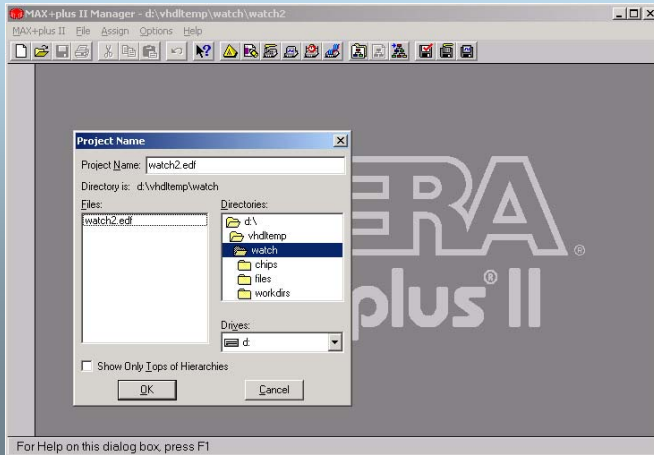 MAX+plus II Manager - d:\vhdltemp\watch\watch2
MAX+plus II File Assign Options Help
Project Name
Project Name: watch2.edf
Directory is: d:\vhdltemp\watch
Files:
Directories:
watch2.edf
d:\
vhdltemp
watch
chips
files
workdirs
Drives:
d:
Show Only Tops of Hierarchies
OK
Cancel
ERA
®
plus® II
For Help on this dialog box, press F1